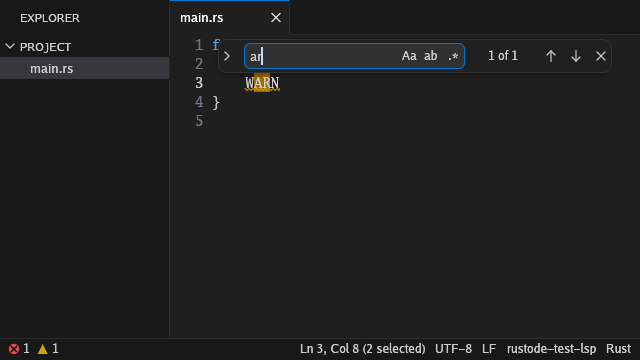 EXPLORER
main.rs
PROJECT
main.rs
1 f
ar
Aa ab .*
1 of 1
2
3 WARN
4 }
5
1 1
Ln 3, Col 8 (2 selected) UTF-8 LF rustode-test-lsp Rust